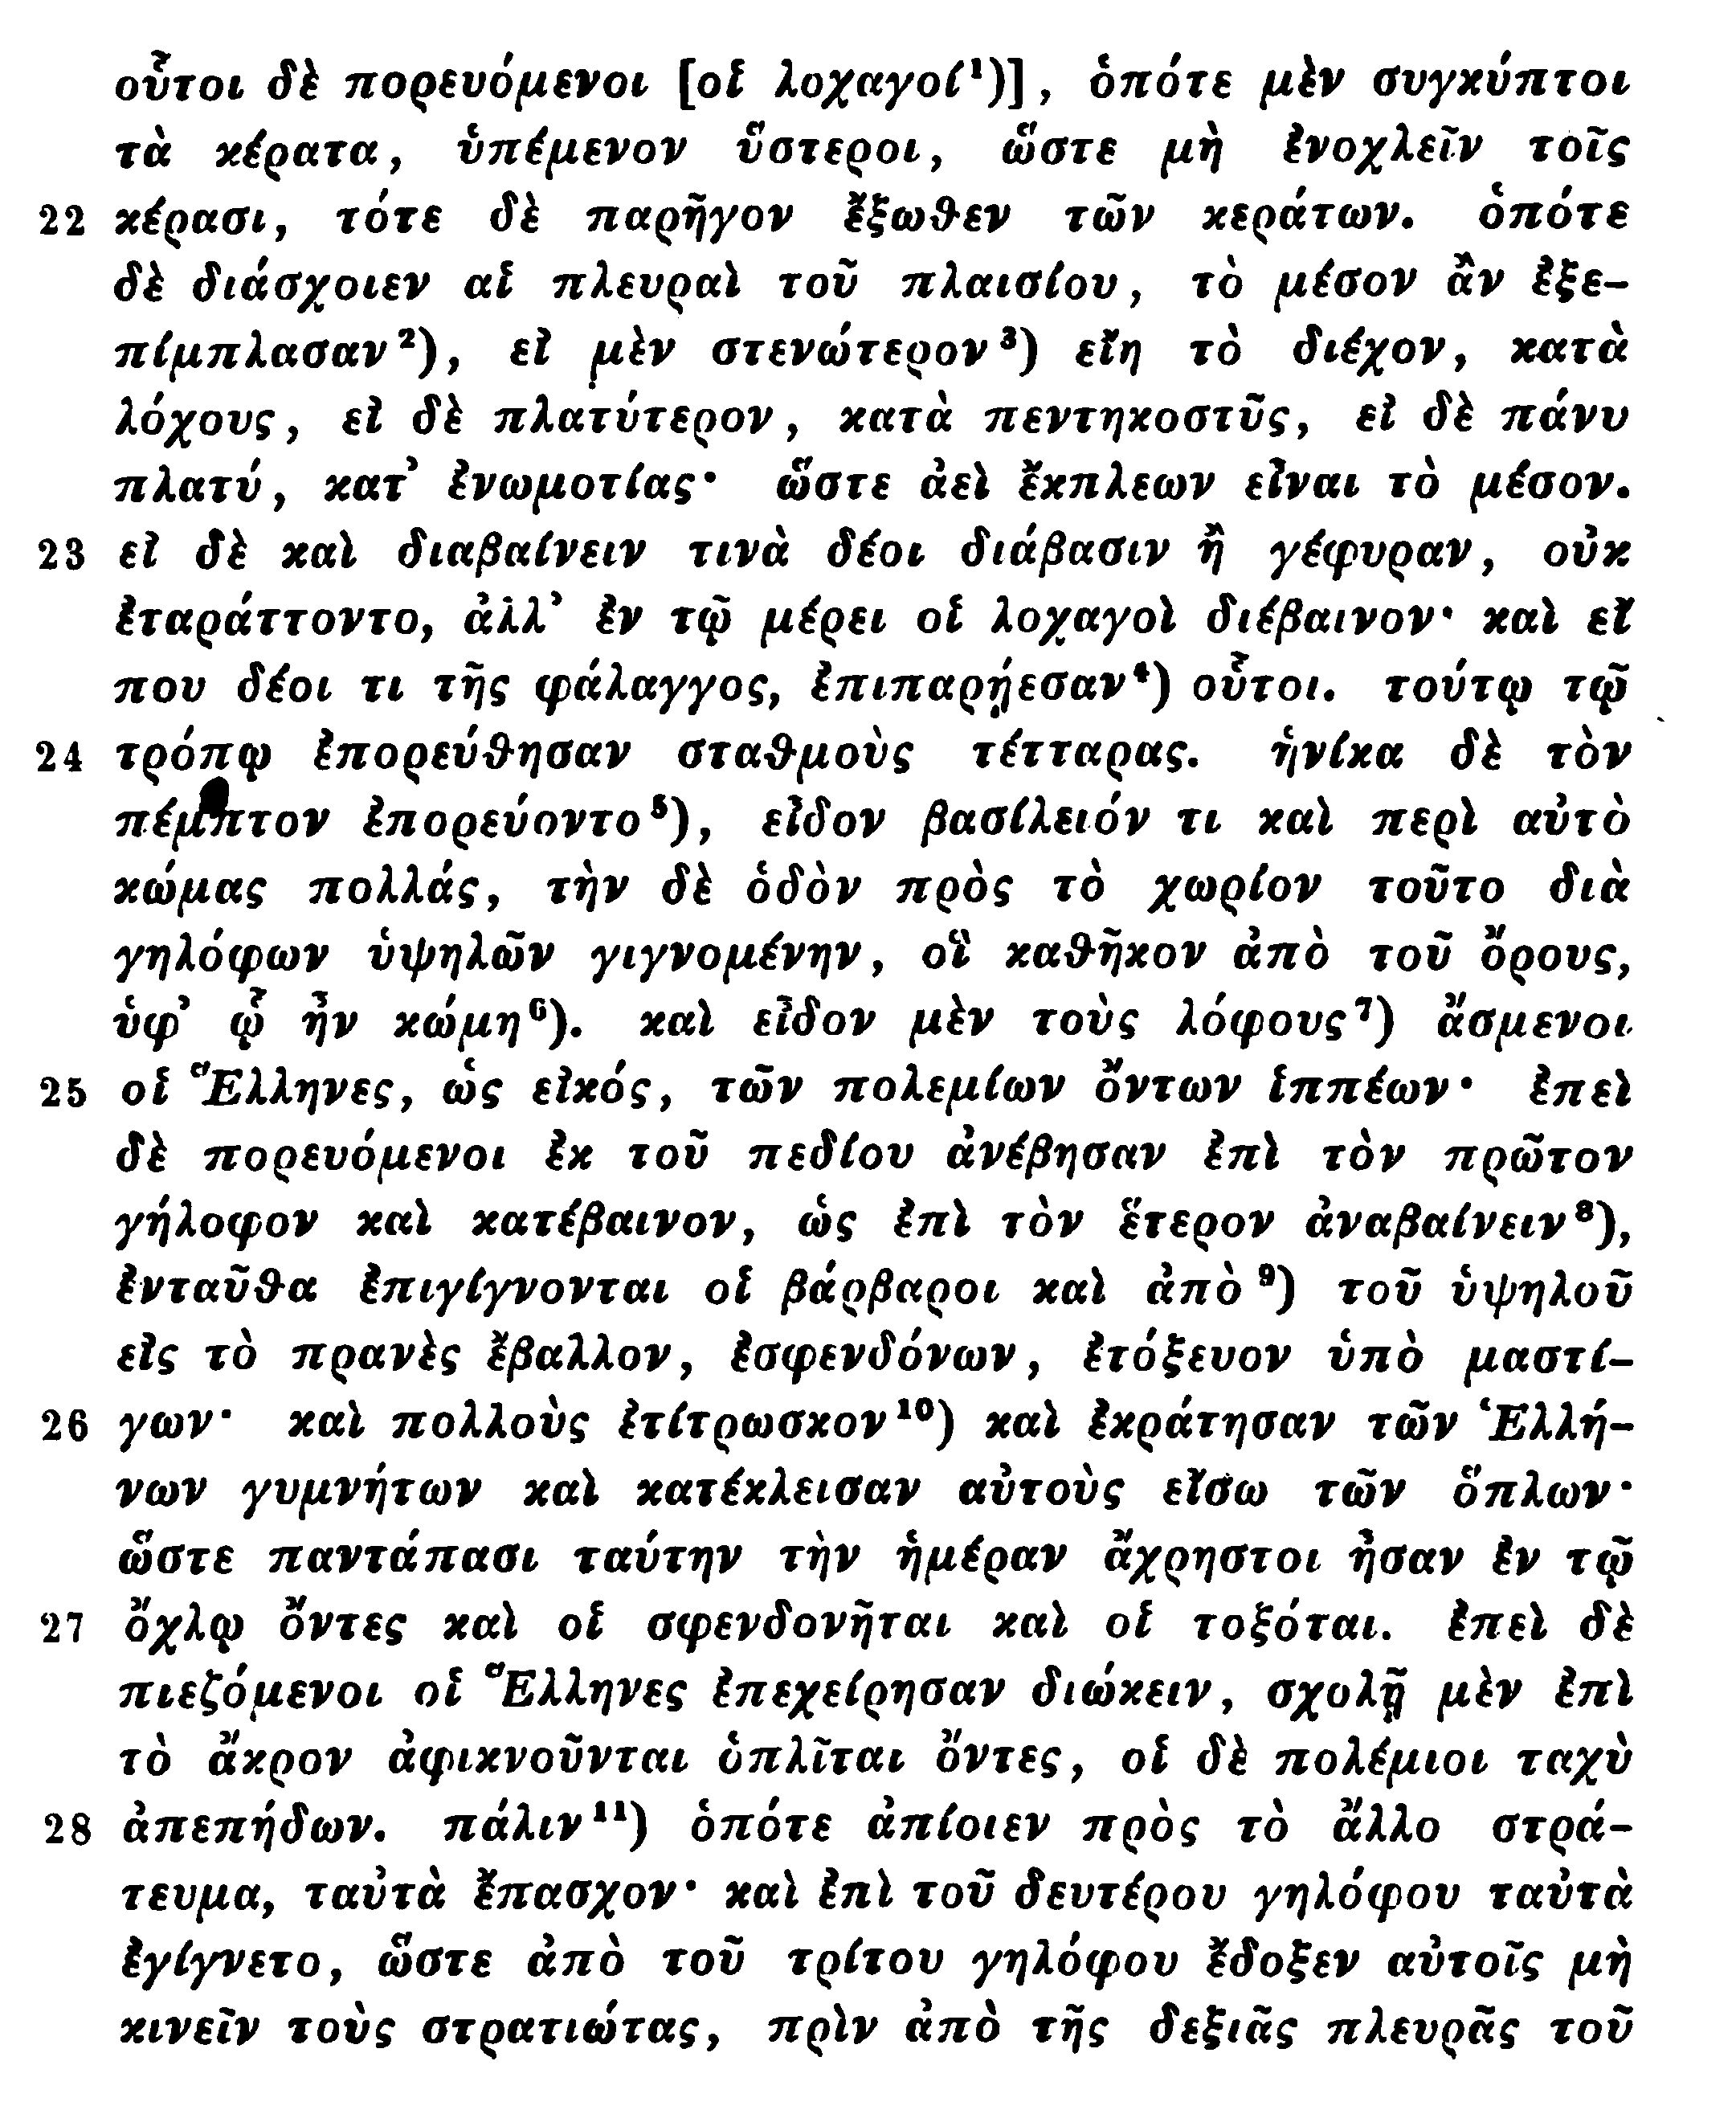 οὗτοι δὲ πορευόμενοι [οἱ λοχαγοί¹)], ὁπότε μὲν συγκύπτοι
τὰ κέρατα, ὑπέμενον ὕστεροι, ὥστε μὴ ἐνοχλεῖν τοῖς
22 κέρασι, τότε δὲ παρῆγον ἔξωθεν τῶν κεράτων. ὁπότε
δὲ διάσχοιεν αἱ πλευραὶ τοῦ πλαισίου, τὸ μέσον ἂν ἐξε-
πίμπλασαν²), εἰ μὲν στενώτερον³) εἴη τὸ διέχον, κατὰ
λόχους, εἰ δὲ πλατύτερον, κατὰ πεντηκοστῦς, εἰ δὲ πάνυ
πλατύ, κατ᾽ ἐνωμοτίας· ὥστε ἀεὶ ἔκπλεων εἶναι τὸ μέσον.
23 εἰ δὲ καὶ διαβαίνειν τινὰ δέοι διάβασιν ἢ γέφυραν, οὐκ
ἐταράττοντο, ἀλλ᾽ ἐν τῷ μέρει οἱ λοχαγοὶ διέβαινον· καὶ εἴ
που δέοι τι τῆς φάλαγγος, ἐπιπαρῄεσαν⁴) οὗτοι. τούτῳ τῷ
24 τρόπῳ ἐπορεύθησαν σταθμοὺς τέτταρας. ἡνίκα δὲ τὸν
πέμπτον ἐπορεύοντο⁵), εἶδον βασίλειόν τι καὶ περὶ αὐτὸ
κώμας πολλάς, τὴν δὲ ὁδὸν πρὸς τὸ χωρίον τοῦτο διὰ
γηλόφων ὑψηλῶν γιγνομένην, οἳ καθῆκον ἀπὸ τοῦ ὄρους,
ὑφ᾽ ᾧ ἦν κώμη⁶). καὶ εἶδον μὲν τοὺς λόφους⁷) ἄσμενοι
25 οἱ Ἕλληνες, ὡς εἰκός, τῶν πολεμίων ὄντων ἱππέων· ἐπεὶ
δὲ πορευόμενοι ἐκ τοῦ πεδίου ἀνέβησαν ἐπὶ τὸν πρῶτον
γήλοφον καὶ κατέβαινον, ὡς ἐπὶ τὸν ἕτερον ἀναβαίνειν⁸),
ἐνταῦθα ἐπιγίγνονται οἱ βάρβαροι καὶ ἀπὸ⁹) τοῦ ὑψηλοῦ
εἰς τὸ πρανὲς ἔβαλλον, ἐσφενδόνων, ἐτόξευον ὑπὸ μαστί-
26 γων· καὶ πολλοὺς ἐτίτρωσκον¹⁰) καὶ ἐκράτησαν τῶν Ἑλλή-
νων γυμνήτων καὶ κατέκλεισαν αὐτοὺς εἴσω τῶν ὅπλων·
ὥστε παντάπασι ταύτην τὴν ἡμέραν ἄχρηστοι ἦσαν ἐν τῷ
27 ὄχλῳ ὄντες καὶ οἱ σφενδονῆται καὶ οἱ τοξόται. ἐπεὶ δὲ
πιεζόμενοι οἱ Ἕλληνες ἐπεχείρησαν διώκειν, σχολῇ μὲν ἐπὶ
τὸ ἄκρον ἀφικνοῦνται ὁπλῖται ὄντες, οἱ δὲ πολέμιοι ταχὺ
28 ἀπεπήδων. πάλιν¹¹) ὁπότε ἀπίοιεν πρὸς τὸ ἄλλο στρά-
τευμα, ταὐτὰ ἔπασχον· καὶ ἐπὶ τοῦ δευτέρου γηλόφου ταὐτὰ
ἐγίγνετο, ὥστε ἀπὸ τοῦ τρίτου γηλόφου ἔδοξεν αὐτοῖς μὴ
κινεῖν τοὺς στρατιώτας, πρὶν ἀπὸ τῆς δεξιᾶς πλευρᾶς τοῦ